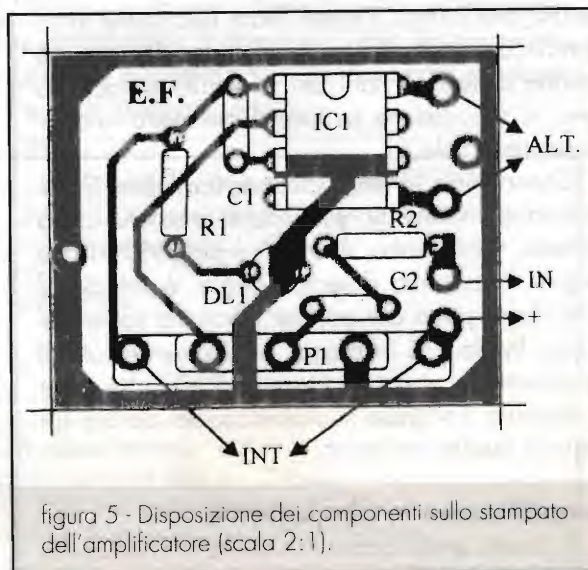 E.F.
IC1
ALT.
C1
R1
R2
DL1
C2
IN
+
P1
INT
figura 5 - Disposizione dei componenti sullo stampato
dell'amplificatore (scala 2:1).